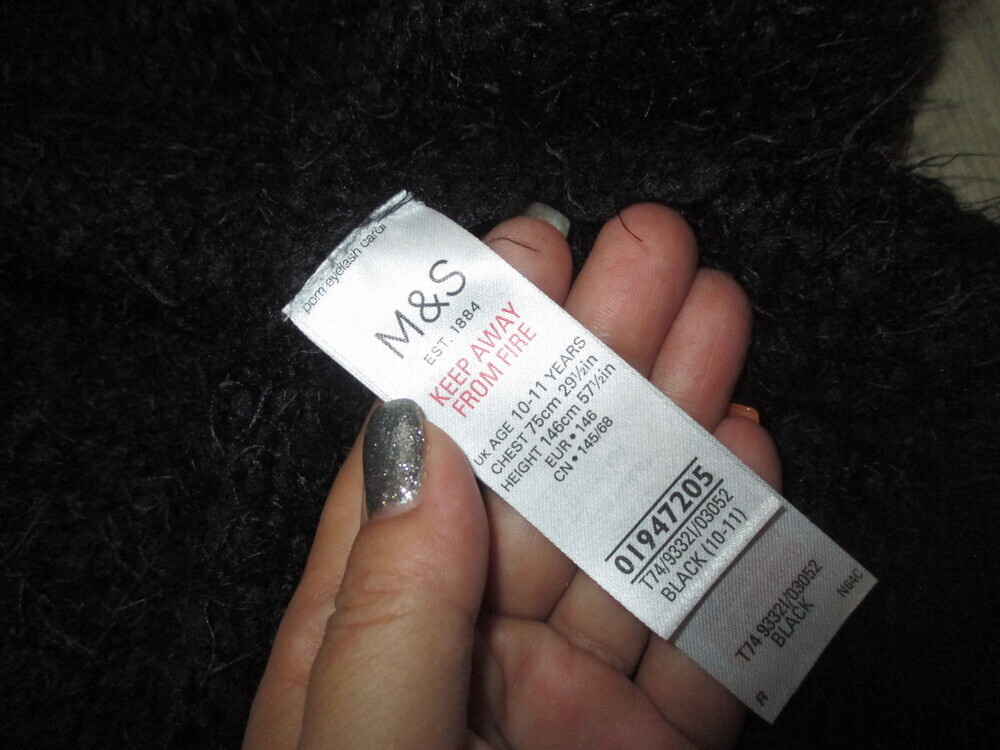 pom eyelash cardi
M&S
EST. 1884
KEEP AWAY
FROM FIRE
UK AGE 10-11 YEARS
CHEST 75cm 29½in
HEIGHT 146cm 57½in
EUR • 146
CN • 145/68
01947205
T74/9332I/03052
BLACK (10-11)
T74 9332I/03052
BLACK
N64C
R